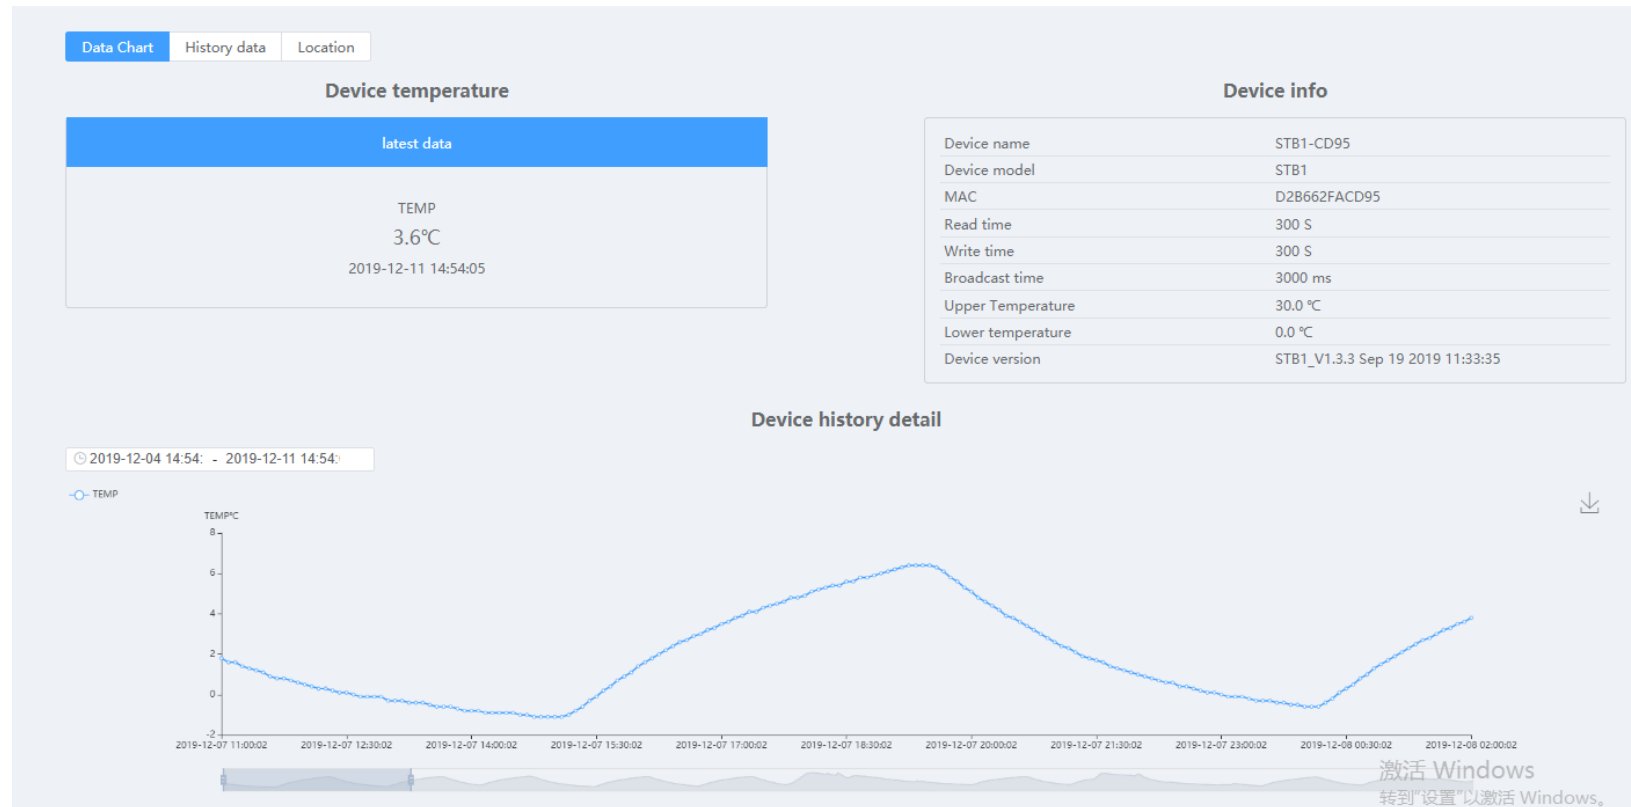 Data Chart History data Location
Device temperature
latest data
TEMP
3.6℃
2019-12-11 14:54:05
Device info
Device name STB1-CD95
Device model STB1
MAC D2B662FACD95
Read time 300 S
Write time 300 S
Broadcast time 3000 ms
Upper Temperature 30.0 ℃
Lower temperature 0.0 ℃
Device version STB1_V1.3.3 Sep 19 2019 11:33:35
Device history detail
2019-12-04 14:54: - 2019-12-11 14:54:
TEMP
TEMP℃
8
6
4
2
0
-2
2019-12-07 11:00:02 2019-12-07 12:30:02 2019-12-07 14:00:02 2019-12-07 15:30:02 2019-12-07 17:00:02 2019-12-07 18:30:02 2019-12-07 20:00:02 2019-12-07 21:30:02 2019-12-07 23:00:02 2019-12-08 00:30:02 2019-12-08 02:00:02
激活 Windows
转到"设置"以激活 Windows。